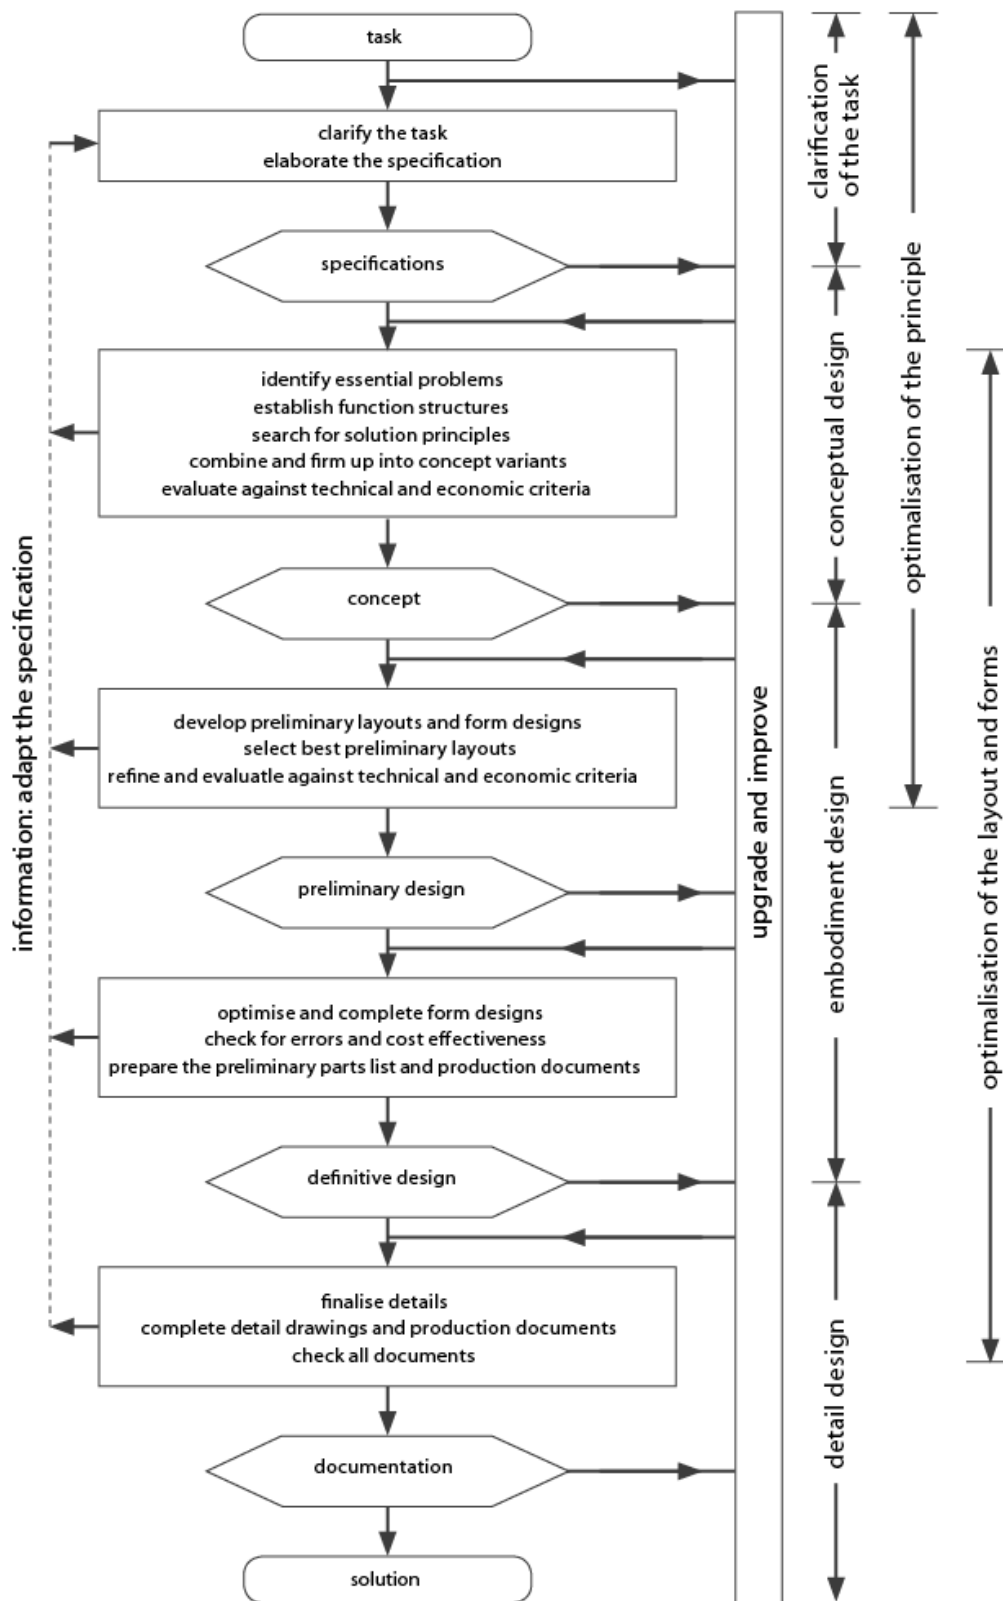 task
clarify the task
elaborate the specification
specifications
identify essential problems
establish function structures
search for solution principles
combine and firm up into concept variants
evaluate against technical and economic criteria
concept
develop preliminary layouts and form designs
select best preliminary layouts
refine and evaluatle against technical and economic criteria
preliminary design
optimise and complete form designs
check for errors and cost effectiveness
prepare the preliminary parts list and production documents
definitive design
finalise details
complete detail drawings and production documents
check all documents
documentation
solution
information: adapt the specification
upgrade and improve
clarification
of the task
conceptual design
embodiment design
detail design
optimalisation of the principle
optimalisation of the layout and forms